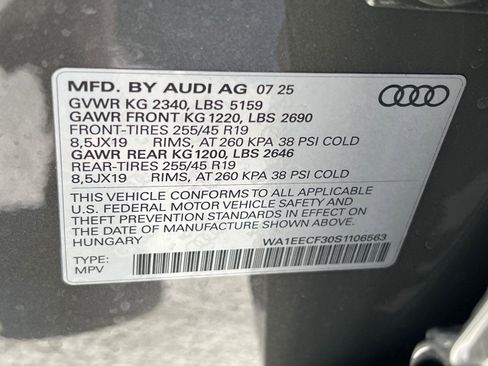 MFD. BY AUDI AG 07 25
GVWR KG 2340, LBS 5159
GAWR FRONT KG 1220, LBS 2690
FRONT-TIRES 255/45 R19
8,5JX19 RIMS, AT 260 KPA 38 PSI COLD
GAWR REAR KG 1200, LBS 2646
REAR-TIRES 255/45 R19
8,5JX19 RIMS, AT 260 KPA 38 PSI COLD
THIS VEHICLE CONFORMS TO ALL APPLICABLE
U.S. FEDERAL MOTOR VEHICLE SAFETY AND
THEFT PREVENTION STANDARDS IN EFFECT ON
THE DATE OF MANUFACTURE SHOWN ABOVE.
HUNGARY WA1EECF30S1106563
TYPE:
MPV